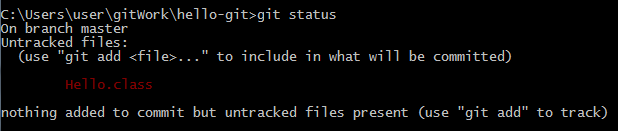 C:\Users\user\gitWork\hello-git>git status
On branch master
Untracked files:
  (use "git add <file>..." to include in what will be committed)
        Hello.class
nothing added to commit but untracked files present (use "git add" to track)